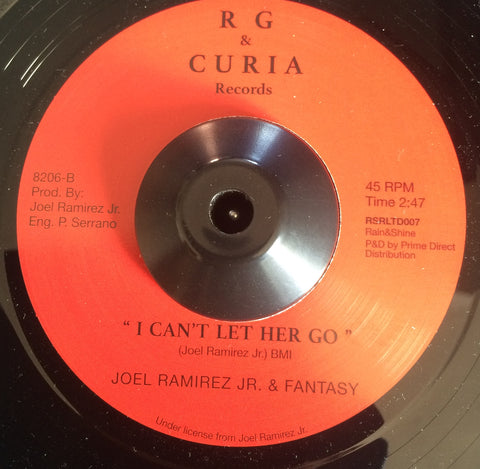 R G
&
CURIA
Records
8206-B
Prod. By:
Joel Ramirez Jr.
Eng. P. Serrano
45 RPM
Time 2:47
RSRLTD007
Rain&Shine
P&D by Prime Direct
Distribution
" I CAN'T LET HER GO "
(Joel Ramirez Jr.) BMI
JOEL RAMIREZ JR. & FANTASY
Under license from Joel Ramirez Jr.